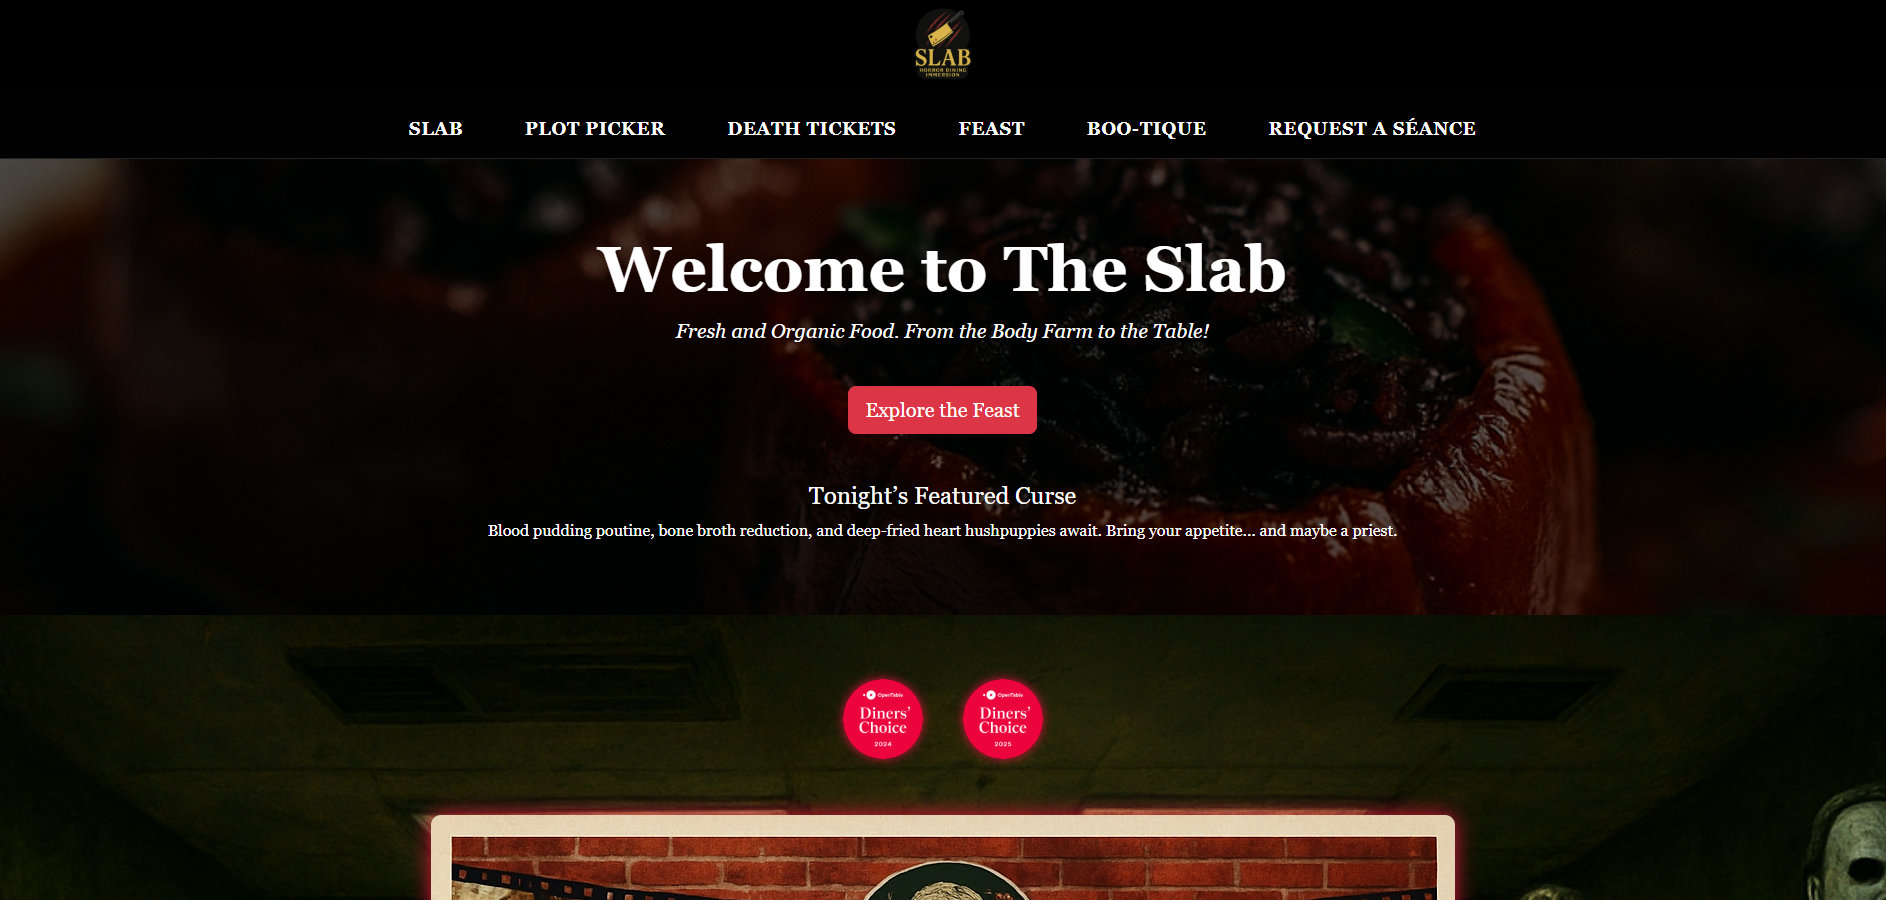 SLAB
HORROR DINING
IMMERSION
SLAB PLOT PICKER DEATH TICKETS FEAST BOO-TIQUE REQUEST A SÉANCE
Welcome to The Slab
Fresh and Organic Food. From the Body Farm to the Table!
Explore the Feast
Tonight’s Featured Curse
Blood pudding poutine, bone broth reduction, and deep-fried heart hushpuppies await. Bring your appetite... and maybe a priest.
OpenTable
Diners’
Choice
2024
OpenTable
Diners’
Choice
2025